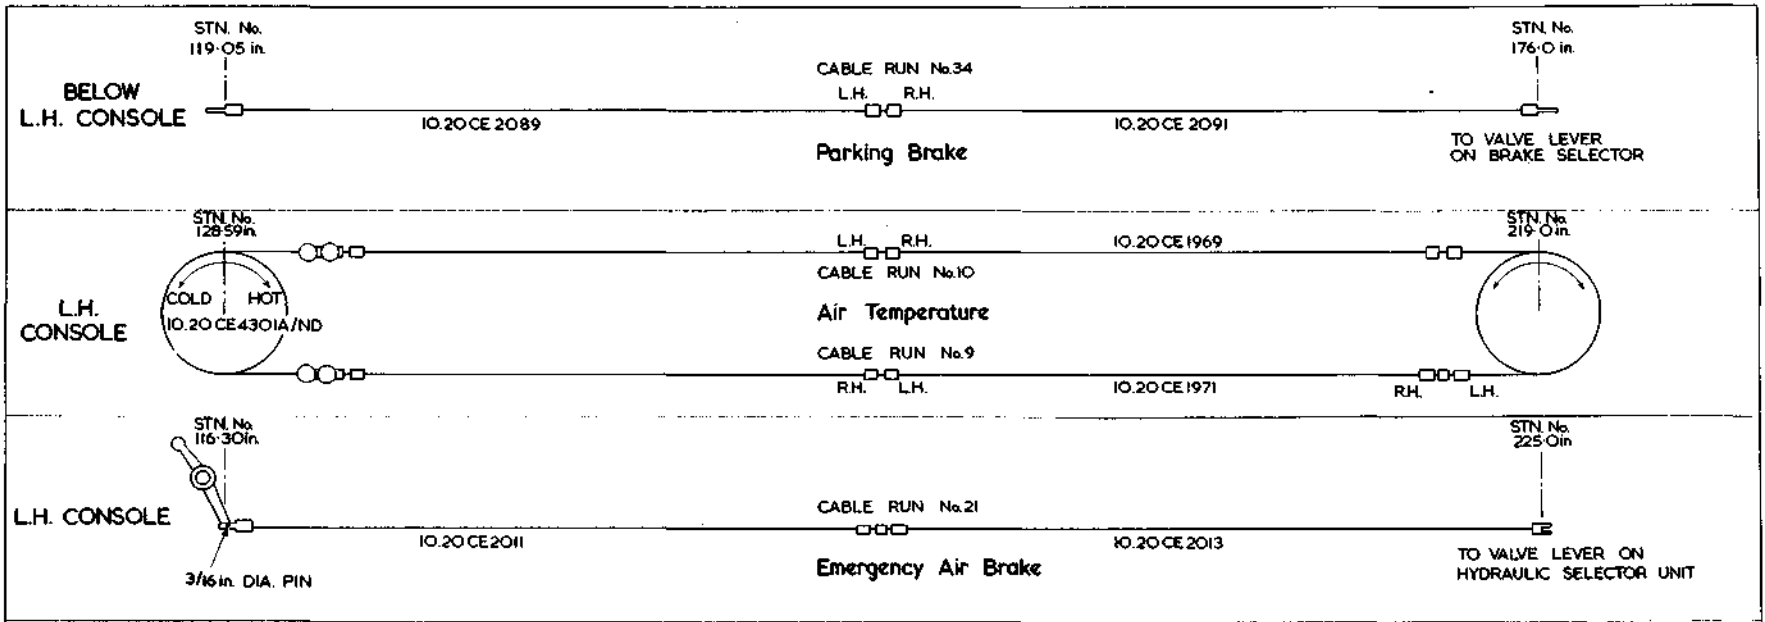 STN. No.
119·05 in.
STN. No.
176·0 in.
CABLE RUN No.34
L.H. R.H.
BELOW
L.H. CONSOLE
10.20 CE 2089
10.20 CE 2091
Parking Brake
TO VALVE LEVER
ON BRAKE SELECTOR
STN. No.
128·59in.
STN. No.
219·0in.
L.H. R.H.
10.20 CE 1969
CABLE RUN No.10
COLD HOT
L.H.
CONSOLE
10.20 CE4301A/ND
Air Temperature
CABLE RUN No.9
R.H. L.H.
10.20 CE 1971
R.H. L.H.
STN. No.
116·30in.
STN. No.
225·0in
L.H. CONSOLE
CABLE RUN No.21
10.20 CE 2011
10.20 CE 2013
3/16in. DIA. PIN
Emergency Air Brake
TO VALVE LEVER ON
HYDRAULIC SELECTOR UNIT